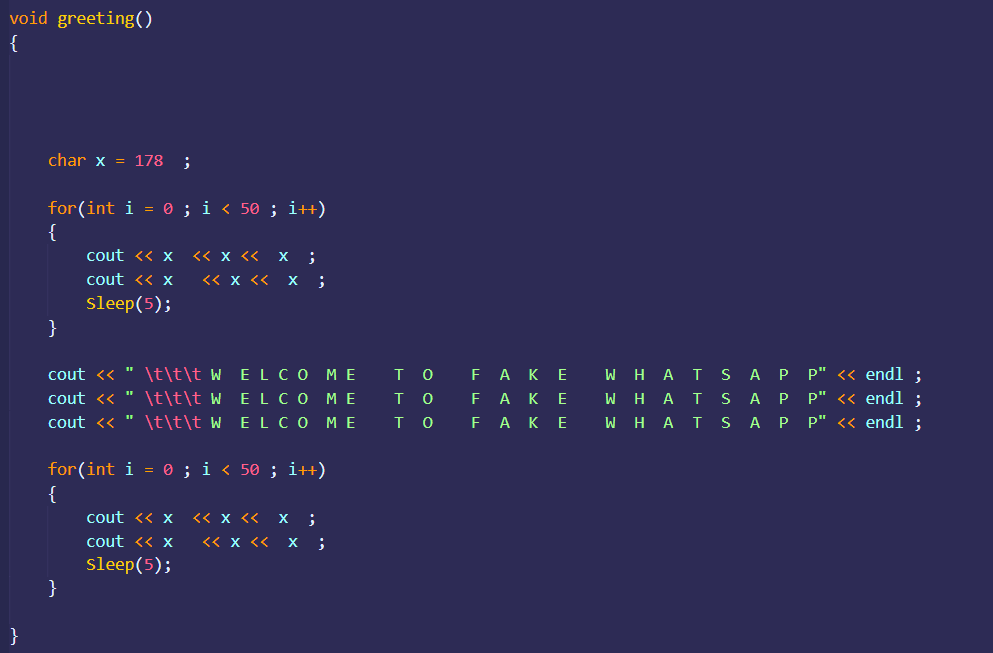 void greeting()
{
    char x = 178  ;
    for(int i = 0 ; i < 50 ; i++)
    {
        cout << x  << x <<  x  ;
        cout << x   << x <<  x  ;
        Sleep(5);
    }
    cout << " \t\t\t W  E L C O  M E    T  O    F  A  K  E    W  H  A  T  S  A  P  P" << endl ;
    cout << " \t\t\t W  E L C O  M E    T  O    F  A  K  E    W  H  A  T  S  A  P  P" << endl ;
    cout << " \t\t\t W  E L C O  M E    T  O    F  A  K  E    W  H  A  T  S  A  P  P" << endl ;
    for(int i = 0 ; i < 50 ; i++)
    {
        cout << x  << x <<  x  ;
        cout << x   << x <<  x  ;
        Sleep(5);
    }
}